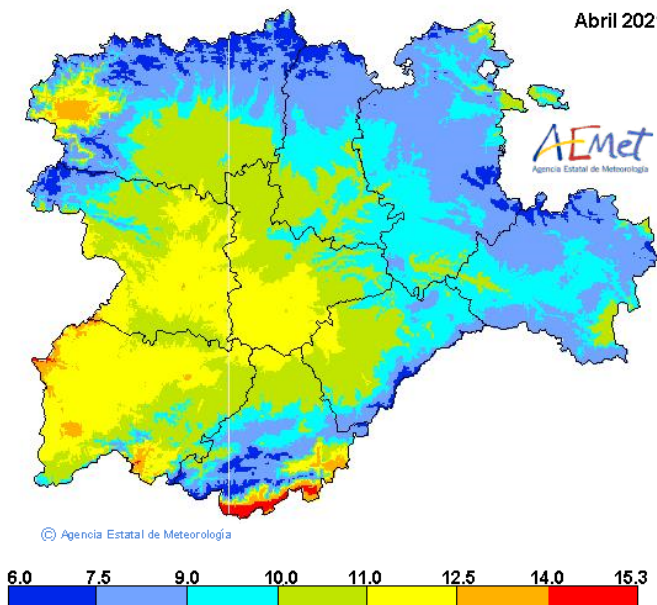 Abril 202
AEMet
Agencia Estatal de Meteorología
© Agencia Estatal de Meteorología
6.0 7.5 9.0 10.0 11.0 12.5 14.0 15.3